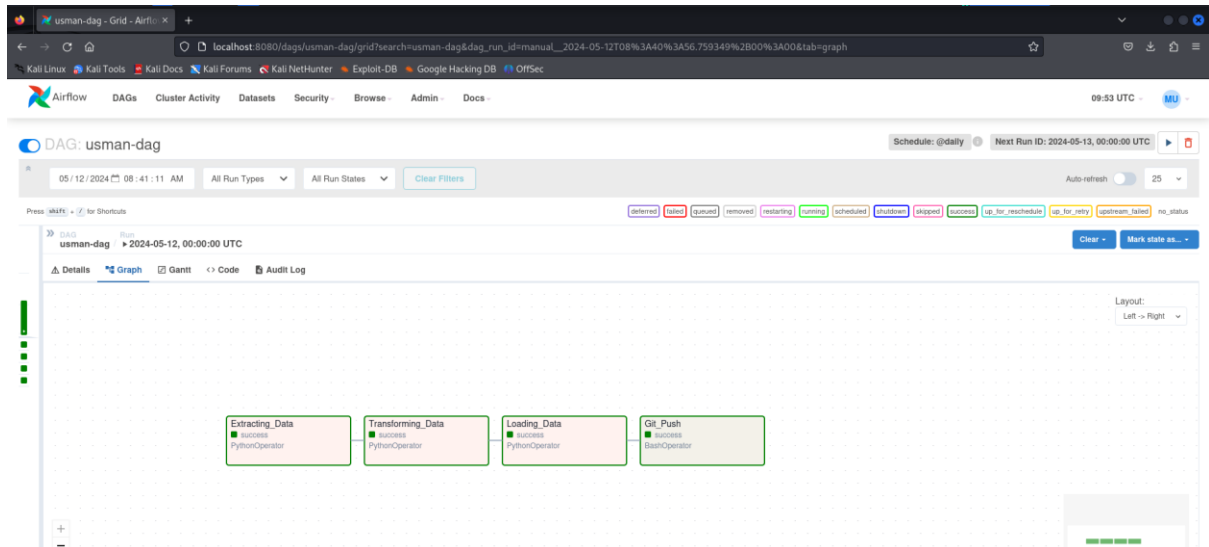 usman-dag - Grid - Airflo
localhost:8080/dags/usman-dag/grid?search=usman-dag&dag_run_id=manual__2024-05-12T08%3A40%3A56.759349%2B00%3A00&tab=graph
Kali Linux Kali Tools Kali Docs Kali Forums Kali NetHunter Exploit-DB Google Hacking DB OffSec
Airflow DAGs Cluster Activity Datasets Security Browse Admin Docs 09:53 UTC MU
DAG: usman-dag Schedule: @daily Next Run ID: 2024-05-13, 00:00:00 UTC
05/12/2024 08:41:11 AM All Run Types All Run States Clear Filters Auto-refresh 25
Press shift + / for Shortcuts deferred failed queued removed restarting running scheduled shutdown skipped success up_for_reschedule up_for_retry upstream_failed no_status
DAG Run
usman-dag / 2024-05-12, 00:00:00 UTC Clear Mark state as...
Details Graph Gantt Code Audit Log
Layout:
Left -> Right
Extracting_Data Transforming_Data Loading_Data Git_Push
success success success success
PythonOperator PythonOperator PythonOperator BashOperator